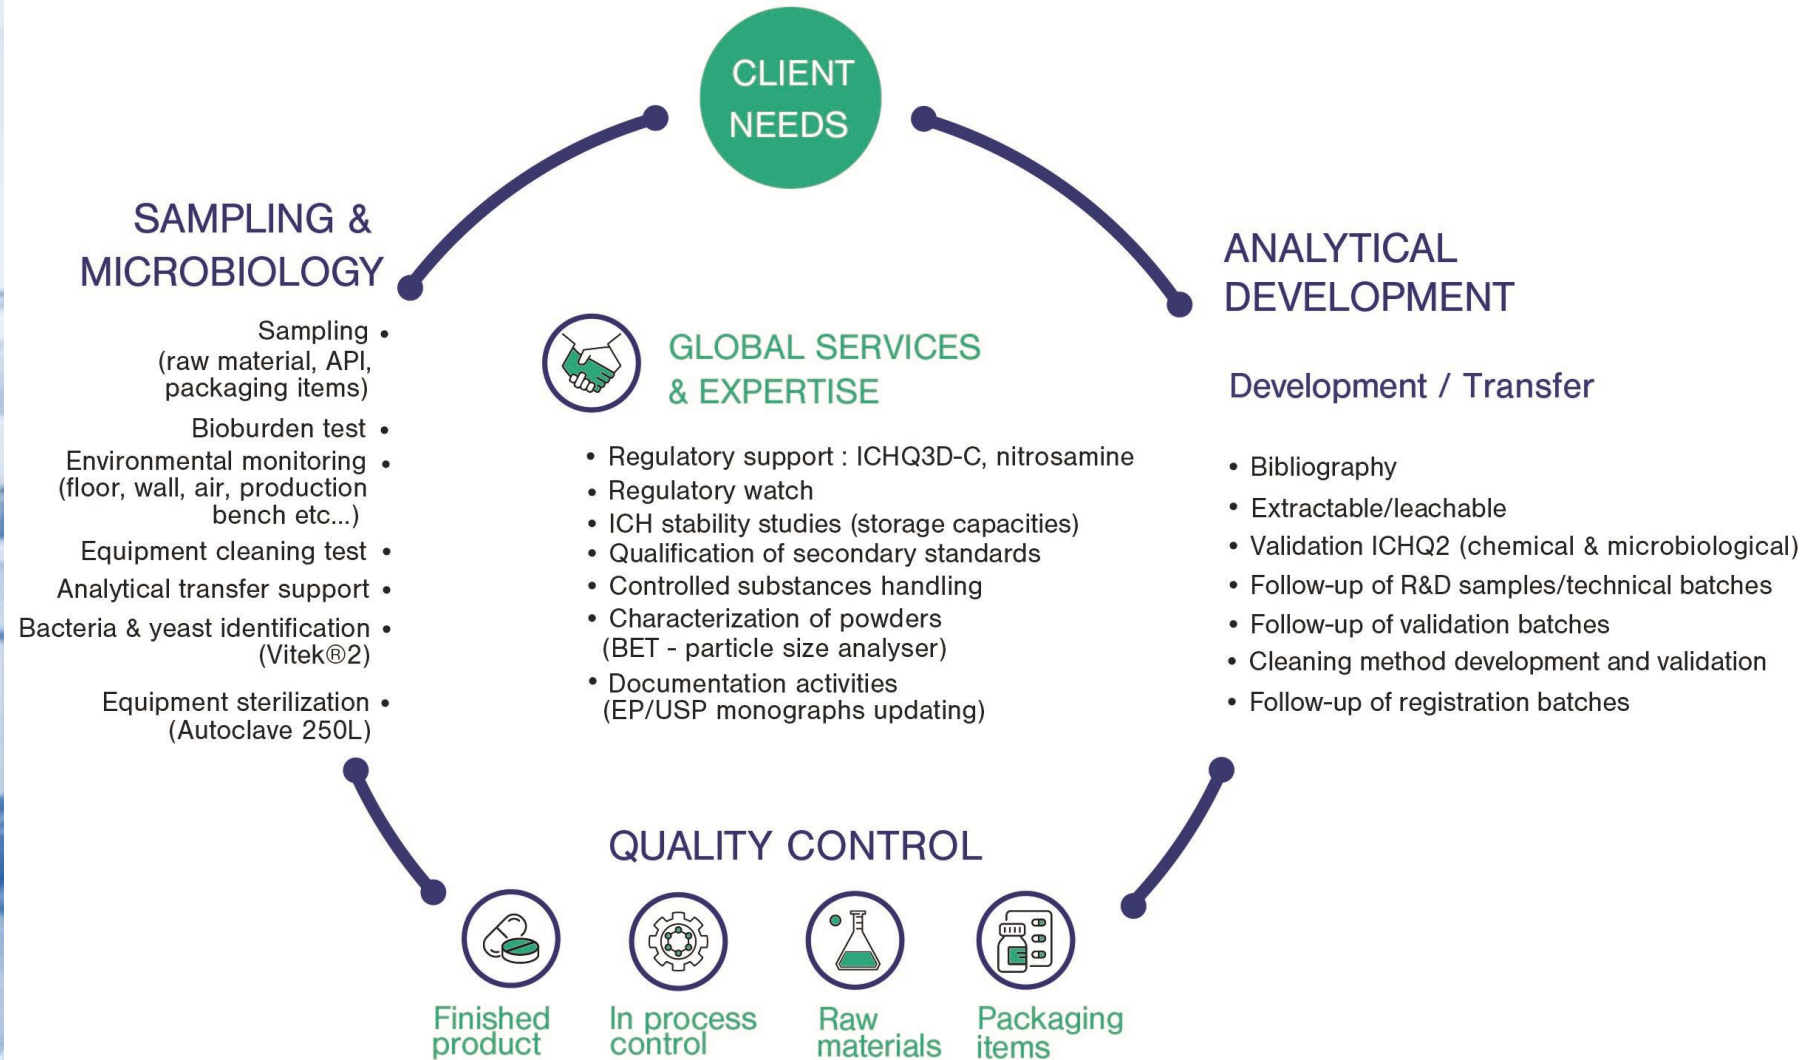 CLIENT
NEEDS
SAMPLING &
MICROBIOLOGY
Sampling •
(raw material, API,
packaging items)
Bioburden test •
Environmental monitoring •
(floor, wall, air, production
bench etc...)
Equipment cleaning test •
Analytical transfer support •
Bacteria & yeast identification •
(Vitek®2)
Equipment sterilization •
(Autoclave 250L)
GLOBAL SERVICES
& EXPERTISE
• Regulatory support : ICHQ3D-C, nitrosamine
• Regulatory watch
• ICH stability studies (storage capacities)
• Qualification of secondary standards
• Controlled substances handling
• Characterization of powders
(BET - particle size analyser)
• Documentation activities
(EP/USP monographs updating)
ANALYTICAL
DEVELOPMENT
Development / Transfer
• Bibliography
• Extractable/leachable
• Validation ICHQ2 (chemical & microbiological)
• Follow-up of R&D samples/technical batches
• Follow-up of validation batches
• Cleaning method development and validation
• Follow-up of registration batches
QUALITY CONTROL
Finished
product
In process
control
Raw
materials
Packaging
items